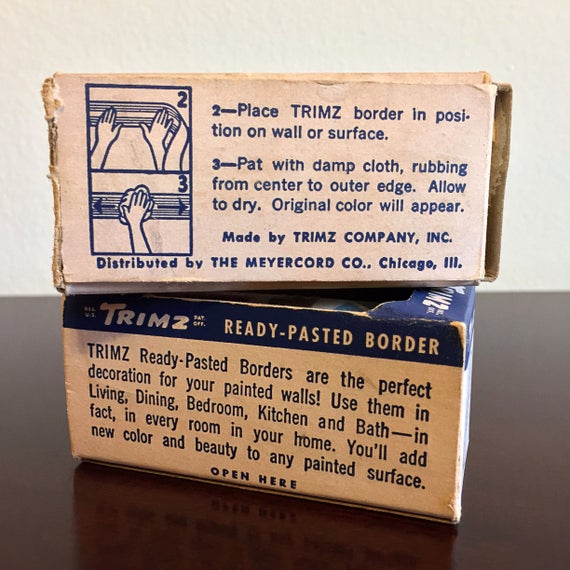 2
2—Place TRIMZ border in posi-
tion on wall or surface.
3
3—Pat with damp cloth, rubbing
from center to outer edge. Allow
to dry. Original color will appear.
Made by TRIMZ COMPANY, INC.
Distributed by THE MEYERCORD CO., Chicago, Ill.
REG. U.S. TRIMZ PAT. OFF. READY-PASTED BORDER
TRIMZ Ready-Pasted Borders are the perfect
decoration for your painted walls! Use them in
Living, Dining, Bedroom, Kitchen and Bath—in
fact, in every room in your home. You'll add
new color and beauty to any painted surface.
OPEN HERE